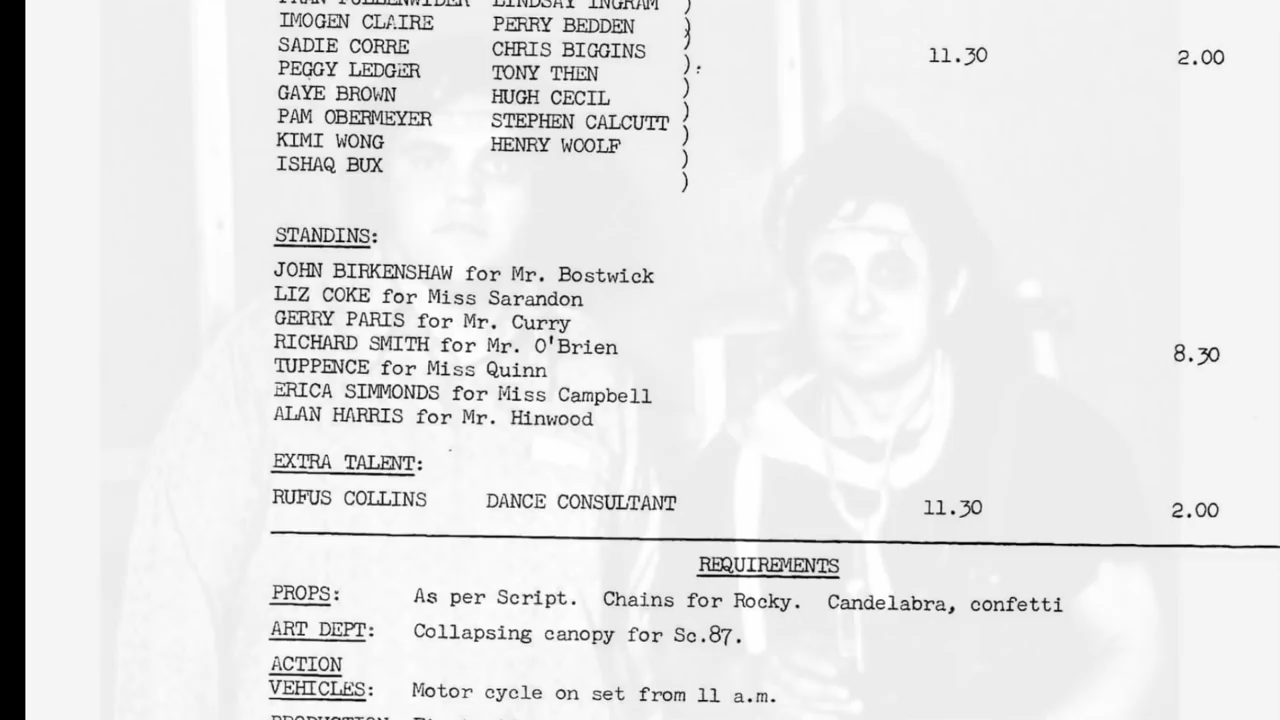 LINDSAY INGRAM )
IMOGEN CLAIRE PERRY BEDDEN )
SADIE CORRE CHRIS BIGGINS ) 11.30 2.00
PEGGY LEDGER TONY THEN ):
GAYE BROWN HUGH CECIL )
PAM OBERMEYER STEPHEN CALCUTT )
KIMI WONG HENRY WOOLF )
ISHAQ BUX )
)
STANDINS:
JOHN BIRKENSHAW for Mr. Bostwick
LIZ COKE for Miss Sarandon
GERRY PARIS for Mr. Curry
RICHARD SMITH for Mr. O'Brien 8.30
TUPPENCE for Miss Quinn
ERICA SIMMONDS for Miss Campbell
ALAN HARRIS for Mr. Hinwood
EXTRA TALENT:
RUFUS COLLINS DANCE CONSULTANT 11.30 2.00
REQUIREMENTS
PROPS: As per Script. Chains for Rocky. Candelabra, confetti
ART DEPT: Collapsing canopy for Sc.87.
ACTION
VEHICLES: Motor cycle on set from 11 a.m.